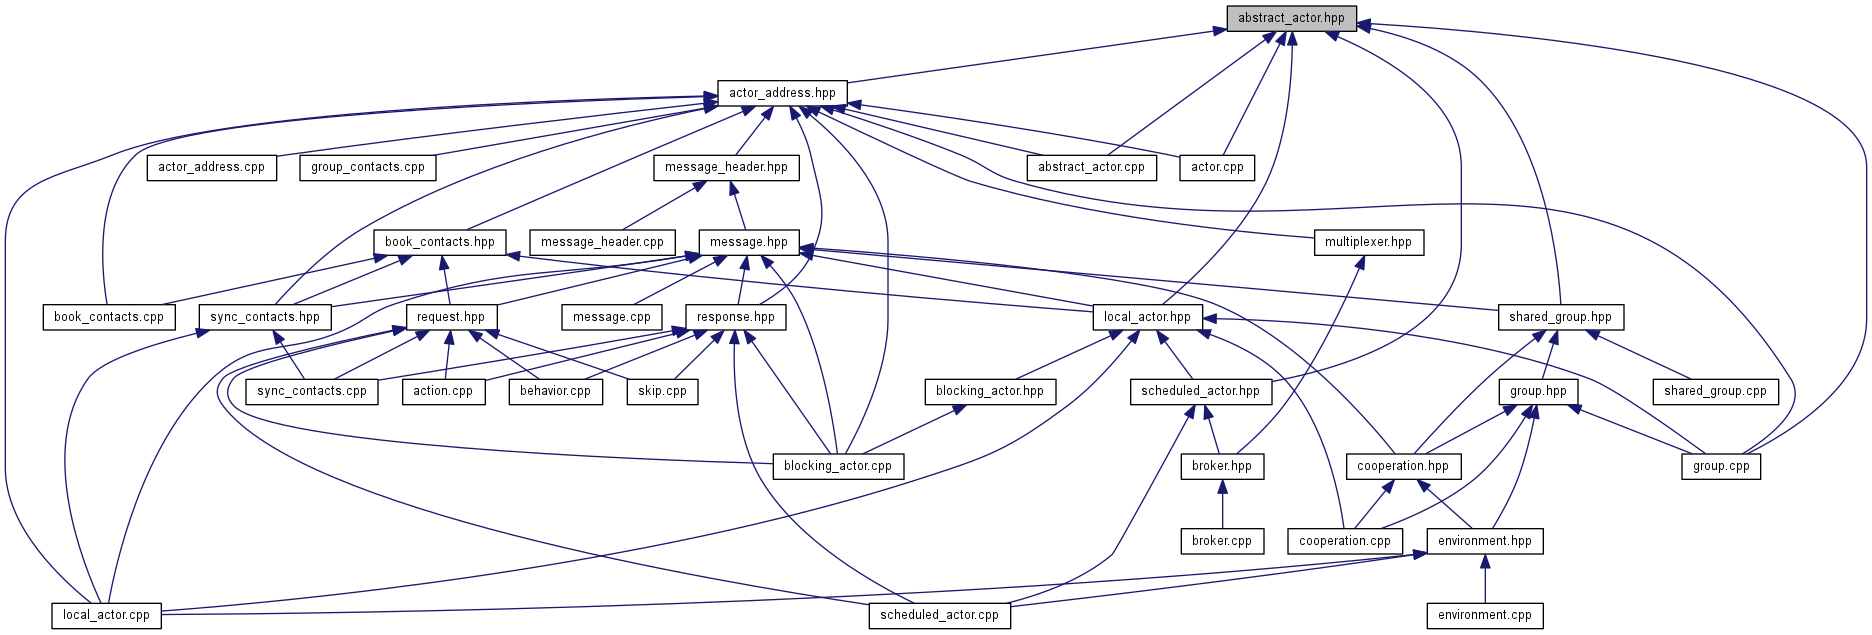 abstract_actor.hpp
actor_address.hpp
actor_address.cpp
group_contacts.cpp
message_header.hpp
abstract_actor.cpp
actor.cpp
book_contacts.hpp
message_header.cpp
message.hpp
multiplexer.hpp
book_contacts.cpp
sync_contacts.hpp
request.hpp
message.cpp
response.hpp
local_actor.hpp
shared_group.hpp
sync_contacts.cpp
action.cpp
behavior.cpp
skip.cpp
blocking_actor.hpp
scheduled_actor.hpp
group.hpp
shared_group.cpp
blocking_actor.cpp
broker.hpp
cooperation.hpp
group.cpp
broker.cpp
cooperation.cpp
environment.hpp
local_actor.cpp
scheduled_actor.cpp
environment.cpp